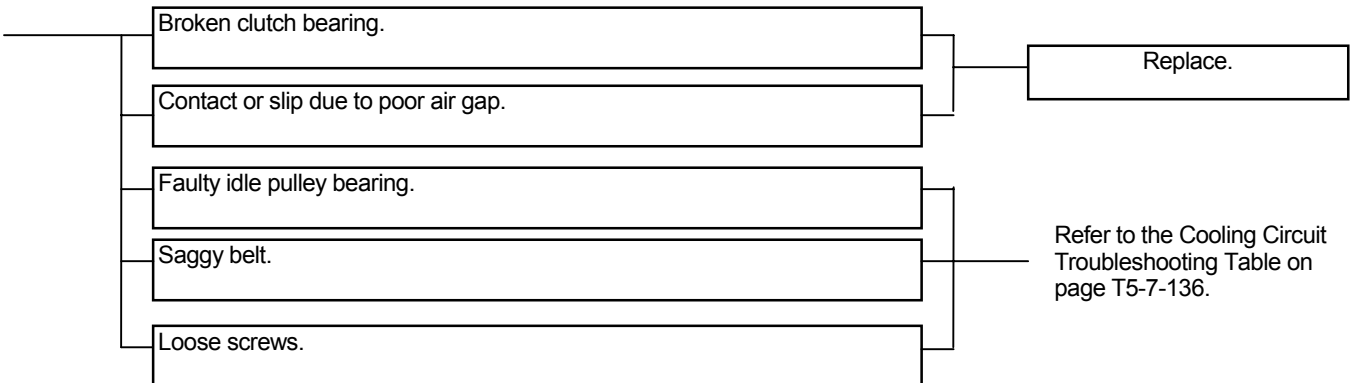 Broken clutch bearing.
Replace.
Contact or slip due to poor air gap.
Faulty idle pulley bearing.
Saggy belt.
Loose screws.
Refer to the Cooling Circuit
Troubleshooting Table on
page T5-7-136.